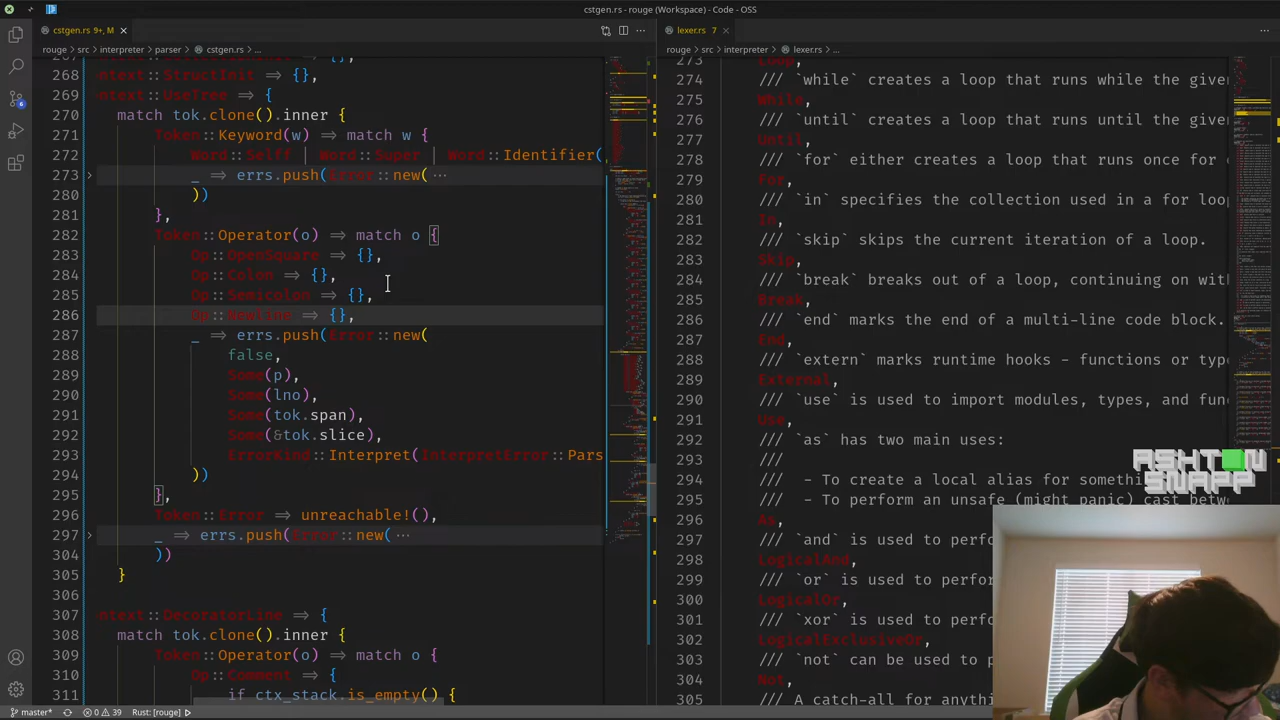 cstgen.rs (Workspace) - Code - OSS
cstgen.rs 9+, M
rouge > src > interpreter > parser > cstgen.rs > ...
268 ntext::StructInit ⇒ {},
269 ntext::UseTree ⇒ {
270 match tok.clone().inner {
271 Token::Keyword(w) ⇒ match w {
272 Word::Selff | Word::Super | Word::Identifier(
273 _ ⇒ errs.push(Error::new( ⋯
280 ))
281 },
282 Token::Operator(o) ⇒ match o {
283 Op::OpenSquare ⇒ {},
284 Op::Colon ⇒ {},
285 Op::Semicolon ⇒ {},
286 Op::Newline ⇒ {},
287 _ ⇒ errs.push(Error::new(
288 false,
289 Some(p),
290 Some(lno),
291 Some(tok.span),
292 Some(&tok.slice),
293 ErrorKind::Interpret(InterpretError::Pars
294 ))
295 },
296 Token::Error ⇒ unreachable!(),
297 _ ⇒ errs.push(Error::new( ⋯
304 ))
305 }
306
307 ntext::DecoratorLine ⇒ {
308 match tok.clone().inner {
309 Token::Operator(o) ⇒ match o {
310 Op::Comment ⇒ {
311 if ctx_stack.is_empty() {
lexer.rs 7
rouge > src > interpreter > lexer.rs > ...
273 Loop,
274 /// `while` creates a loop that runs while the give
275 While,
276 /// `until` creates a loop that runs until the give
277 Until,
278 /// `for` either creates a loop that runs once for
279 For,
280 /// `in` specifies the collection used in a for loo
281 In,
282 /// `skip` skips the current iteration of a loop.
283 Skip,
284 /// `break` breaks out of a loop, continuing on wit
285 Break,
286 /// `end` marks the end of a multi-line code block.
287 End,
288 /// `extern` marks runtime hooks - functions or type
289 External,
290 /// `use` is used to import modules, types, and fun
291 Use,
292 /// `as` has two main uses:
293 ///
294 /// - To create a local alias for somethi
295 /// - To perform an unsafe (might panic) cast betw
296 As,
297 /// `and` is used to perfo
298 LogicalAnd,
299 /// `or` is used to perfor
300 LogicalOr,
301 /// `xor` is used to perfo
302 LogicalExclusiveOr,
303 /// `not` can be used to p
304 Not,
305 /// A catch-all for anythin
ASHTON
SNAPP
master* 0 39 Rust: [rouge]